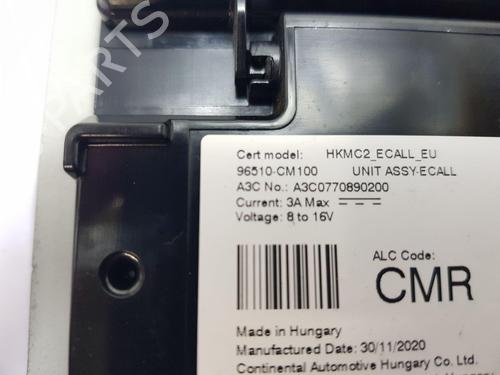 PARTS
Cert model: HKMC2_ECALL_EU
96510-CM100 UNIT ASSY-ECALL
A3C No.: A3C0770890200
Current: 3A Max
Voltage: 8 to 16V
ALC Code:
CMR
Made in Hungary
Manufactured Date: 30/11/2020
Continental Automotive Hungary Co. Ltd.